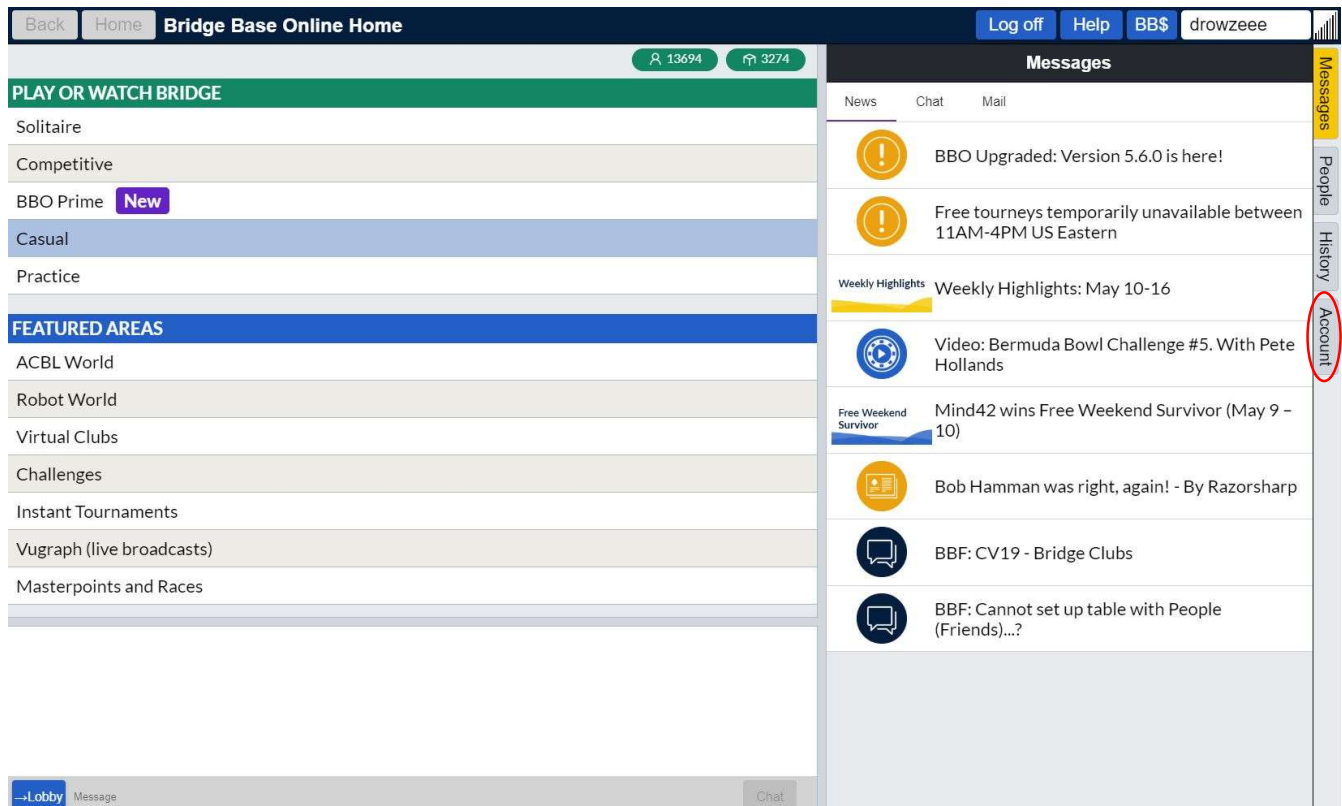 Back Home Bridge Base Online Home Log off Help BB$ drowzeee
13694 3274
PLAY OR WATCH BRIDGE
Solitaire
Competitive
BBO Prime New
Casual
Practice
FEATURED AREAS
ACBL World
Robot World
Virtual Clubs
Challenges
Instant Tournaments
Vugraph (live broadcasts)
Masterpoints and Races
→Lobby Message Chat
Messages
News Chat Mail
BBO Upgraded: Version 5.6.0 is here!
Free tourneys temporarily unavailable between
11AM-4PM US Eastern
Weekly Highlights Weekly Highlights: May 10-16
Video: Bermuda Bowl Challenge #5. With Pete
Hollands
Free Weekend
Survivor
Mind42 wins Free Weekend Survivor (May 9 –
10)
Bob Hamman was right, again! - By Razorsharp
BBF: CV19 - Bridge Clubs
BBF: Cannot set up table with People
(Friends)...?
Messages
People
History
Account